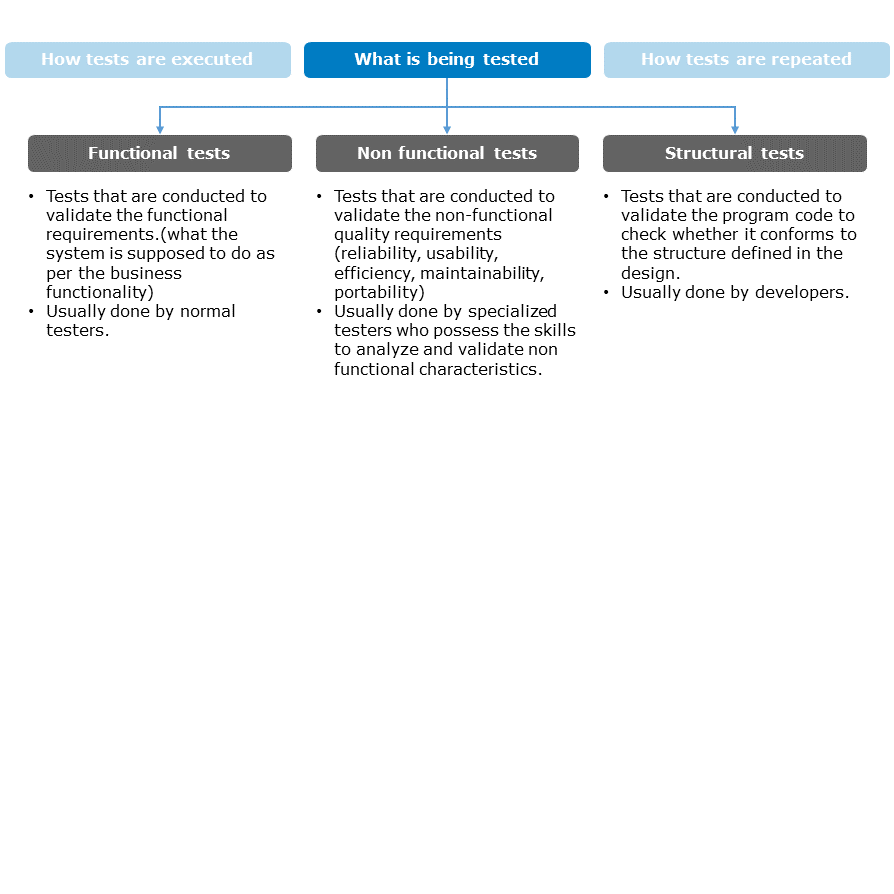 How tests are executed
What is being tested
How tests are repeated
Functional tests
Non functional tests
Structural tests
• Tests that are conducted to
validate the functional
requirements.(what the
system is supposed to do as
per the business
functionality)
• Usually done by normal
testers.
• Tests that are conducted to
validate the non-functional
quality requirements
(reliability, usability,
efficiency, maintainability,
portability)
• Usually done by specialized
testers who possess the skills
to analyze and validate non
functional characteristics.
• Tests that are conducted to
validate the program code to
check whether it conforms to
the structure defined in the
design.
• Usually done by developers.